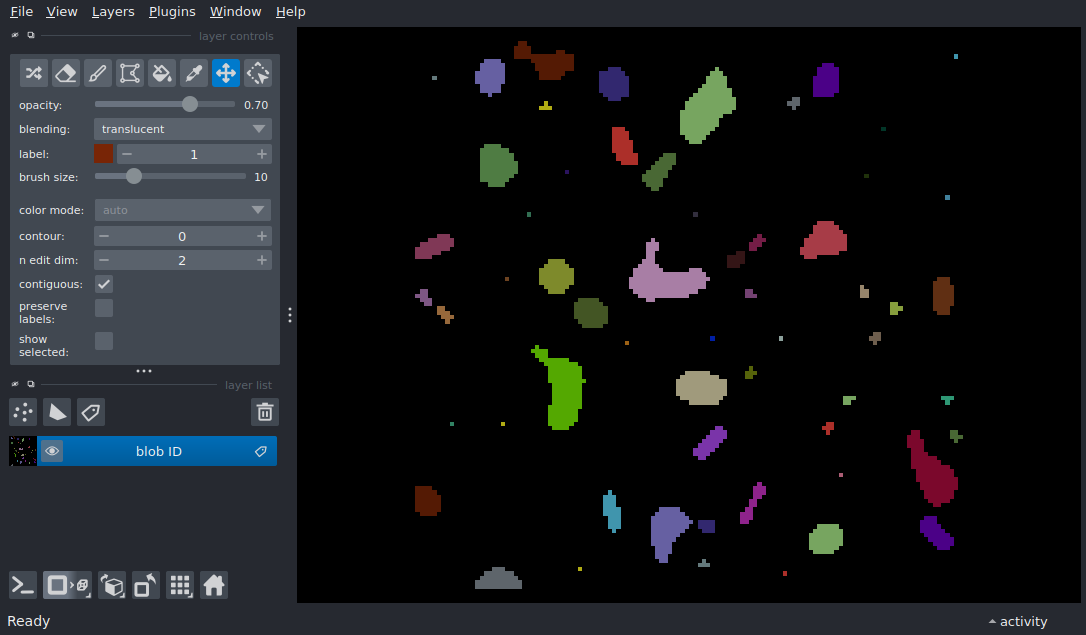 File View Layers Plugins Window Help
layer controls
opacity: 0.70
blending: translucent
label: 1
brush size: 10
color mode: auto
contour: 0
n edit dim: 2
contiguous:
preserve
labels:
show
selected:
layer list
blob ID
Ready
activity